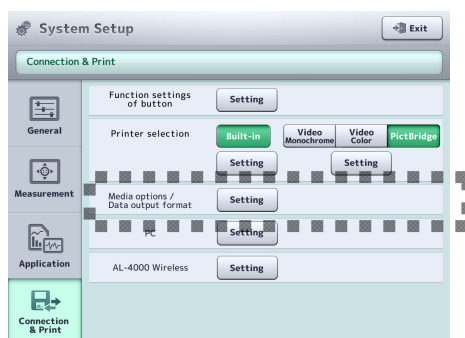 System Setup
Exit
Connection & Print
Function settings
of button
Setting
General
Printer selection
Built-in
Video
Monochrome
Video
Color
PictBridge
Setting
Setting
Measurement
Media options /
Data output format
Setting
PC
Setting
Application
AL-4000 Wireless
Setting
Connection
& Print